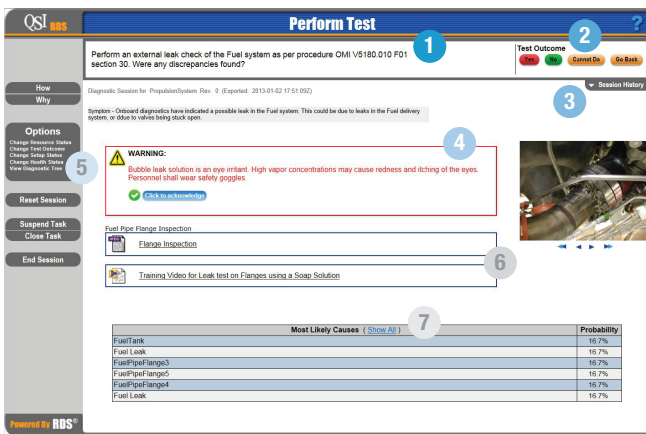 QSI RDS
Perform Test
?
Perform an external leak check of the Fuel system as per procedure OMI V5180.010 F01
section 30. Were any discrepancies found?
1
Test Outcome
2
Yes No Cannot Do Go Back
How
Why
Diagnostic Session for PropulsionSystem Rev. 0 (Exported: 2013-01-02 17:51:09Z)
Session History
3
Symptom - Onboard diagnostics have indicated a possible leak in the Fuel system. This could be due to leaks in the Fuel delivery
system, or ddue to valves being stuck open.
Options
Change Resource Status
Change Test Outcome
Change Setup Status
Change Health Status
View Diagnostic Tree
5
4
WARNING:
Bubble leak solution is an eye irritant. High vapor concentrations may cause redness and itching of the eyes.
Personnel shall wear safety goggles.
Click to acknowledge
Reset Session
Suspend Task
Close Task
End Session
Fuel Pipe Flange Inspection
Flange Inspection
6
Training Video for Leak test on Flanges using a Soap Solution
7
Most Likely Causes ( Show All ) Probability
FuelTank 16.7%
Fuel Leak 16.7%
FuelPipeFlange3 16.7%
FuelPipeFlange5 16.7%
FuelPipeFlange4 16.7%
Fuel Leak 16.7%
Powered By RDS®